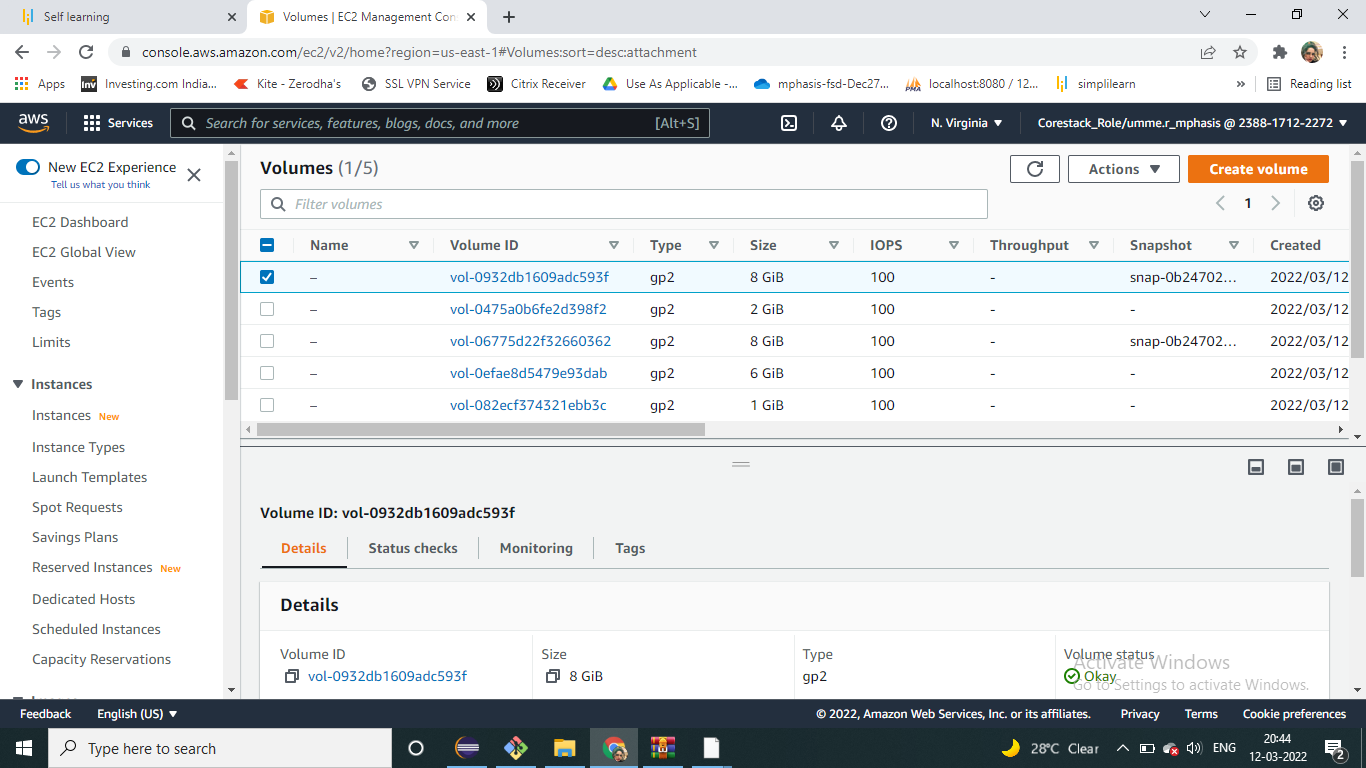 Self learning
Volumes | EC2 Management Con
console.aws.amazon.com/ec2/v2/home?region=us-east-1#Volumes:sort=desc:attachment
Apps
inv Investing.com India...
Kite - Zerodha's
SSL VPN Service
Citrix Receiver
Use As Applicable -...
mphasis-fsd-Dec27...
localhost:8080 / 12...
simplilearn
»
Reading list
aws
Services
Search for services, features, blogs, docs, and more [Alt+S]
N. Virginia ▼
Corestack_Role/umme.r_mphasis @ 2388-1712-2272 ▼
New EC2 Experience
Tell us what you think
EC2 Dashboard
EC2 Global View
Events
Tags
Limits
Instances
Instances New
Instance Types
Launch Templates
Spot Requests
Savings Plans
Reserved Instances New
Dedicated Hosts
Scheduled Instances
Capacity Reservations
Volumes (1/5)
Actions ▼
Create volume
Filter volumes
1
Name Volume ID Type Size IOPS Throughput Snapshot Created
– vol-0932db1609adc593f gp2 8 GiB 100 - snap-0b24702... 2022/03/12
– vol-0475a0b6fe2d398f2 gp2 2 GiB 100 - - 2022/03/12
– vol-06775d22f32660362 gp2 8 GiB 100 - snap-0b24702... 2022/03/12
– vol-0efae8d5479e93dab gp2 6 GiB 100 - - 2022/03/12
– vol-082ecf374321ebb3c gp2 1 GiB 100 - - 2022/03/12
Volume ID: vol-0932db1609adc593f
Details Status checks Monitoring Tags
Details
Volume ID
vol-0932db1609adc593f
Size
8 GiB
Type
gp2
Volume status
Okay
Activate Windows
Go to Settings to activate Windows.
Feedback English (US) ▼
© 2022, Amazon Web Services, Inc. or its affiliates. Privacy Terms Cookie preferences
Type here to search
28°C Clear
ENG
20:44
12-03-2022
2